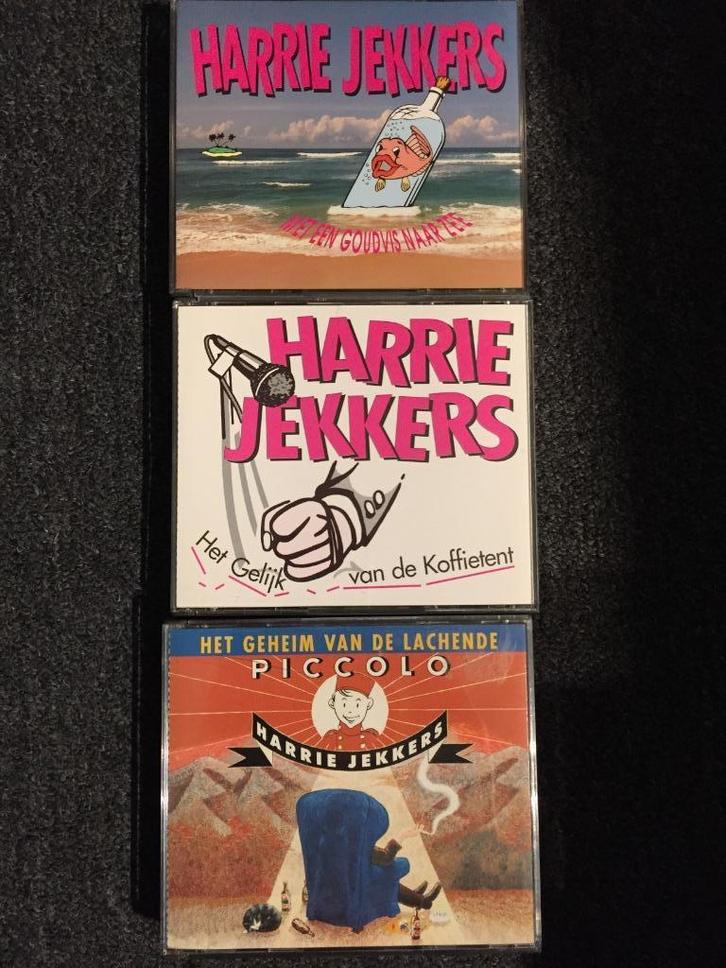 HARRIE JEKKERS
MET EEN GOUDVIS NAAR ZEE
HARRIE
JEKKERS
Het Gelijk van de Koffietent
HET GEHEIM VAN DE LACHENDE
PICCOLO
HARRIE JEKKERS